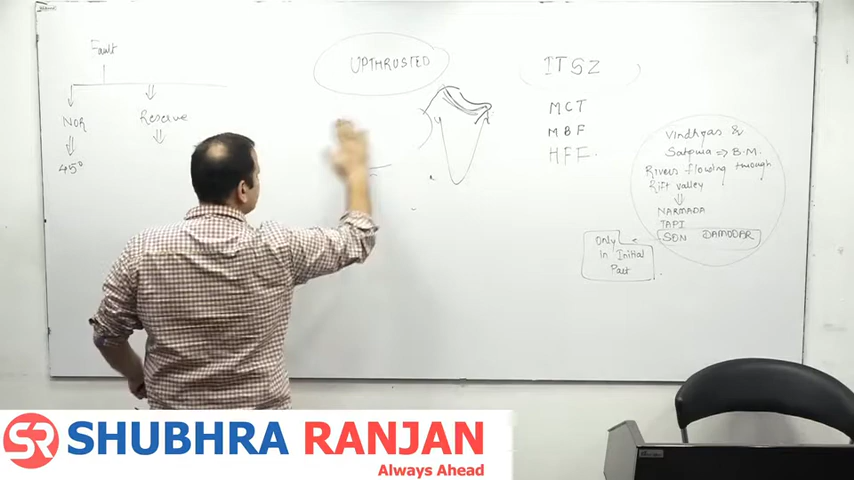 Fault
NOR
45°
Reserve
UPTHRUSTED
ITSZ
MCT
MBF
HFF
Vindhyas &
Satpura ⇒ B.M.
Rivers flowing through
Rift valley
NARMADA
TAPI
SON DAMODAR
Only
in Initial
Part
SR
SHUBHRA RANJAN
Always Ahead